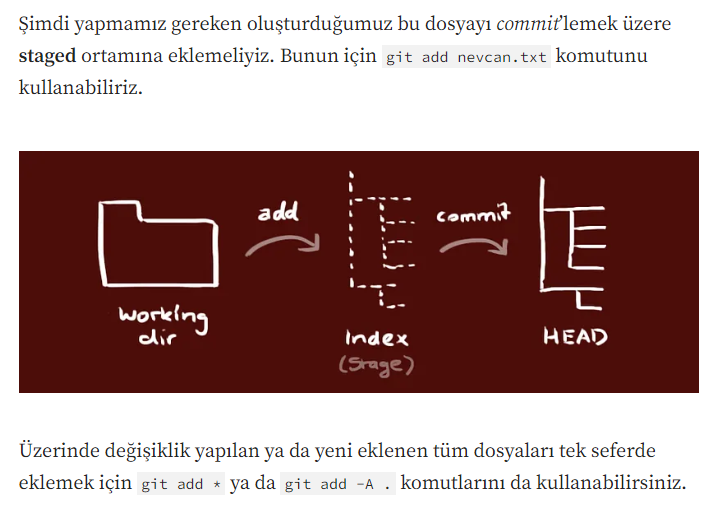 Şimdi yapmamız gereken oluşturduğumuz bu dosyayı commit'lemek üzere
staged ortamına eklemeliyiz. Bunun için git add nevcan.txt komutunu
kullanabiliriz.
add
commit
working
dir
Index
(Stage)
HEAD
Üzerinde değişiklik yapılan ya da yeni eklenen tüm dosyaları tek seferde
eklemek için git add * ya da git add -A . komutlarını da kullanabilirsiniz.